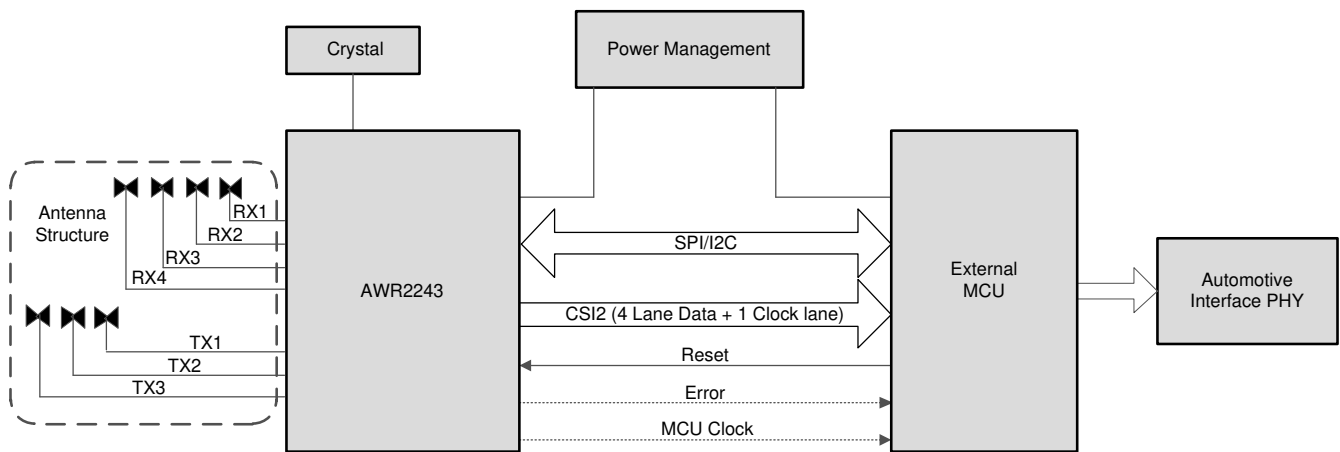 Crystal
Power Management
Antenna
Structure
RX1
RX2
RX3
RX4
TX1
TX2
TX3
AWR2243
SPI/I2C
CSI2 (4 Lane Data + 1 Clock lane)
Reset
Error
MCU Clock
External
MCU
Automotive
Interface PHY